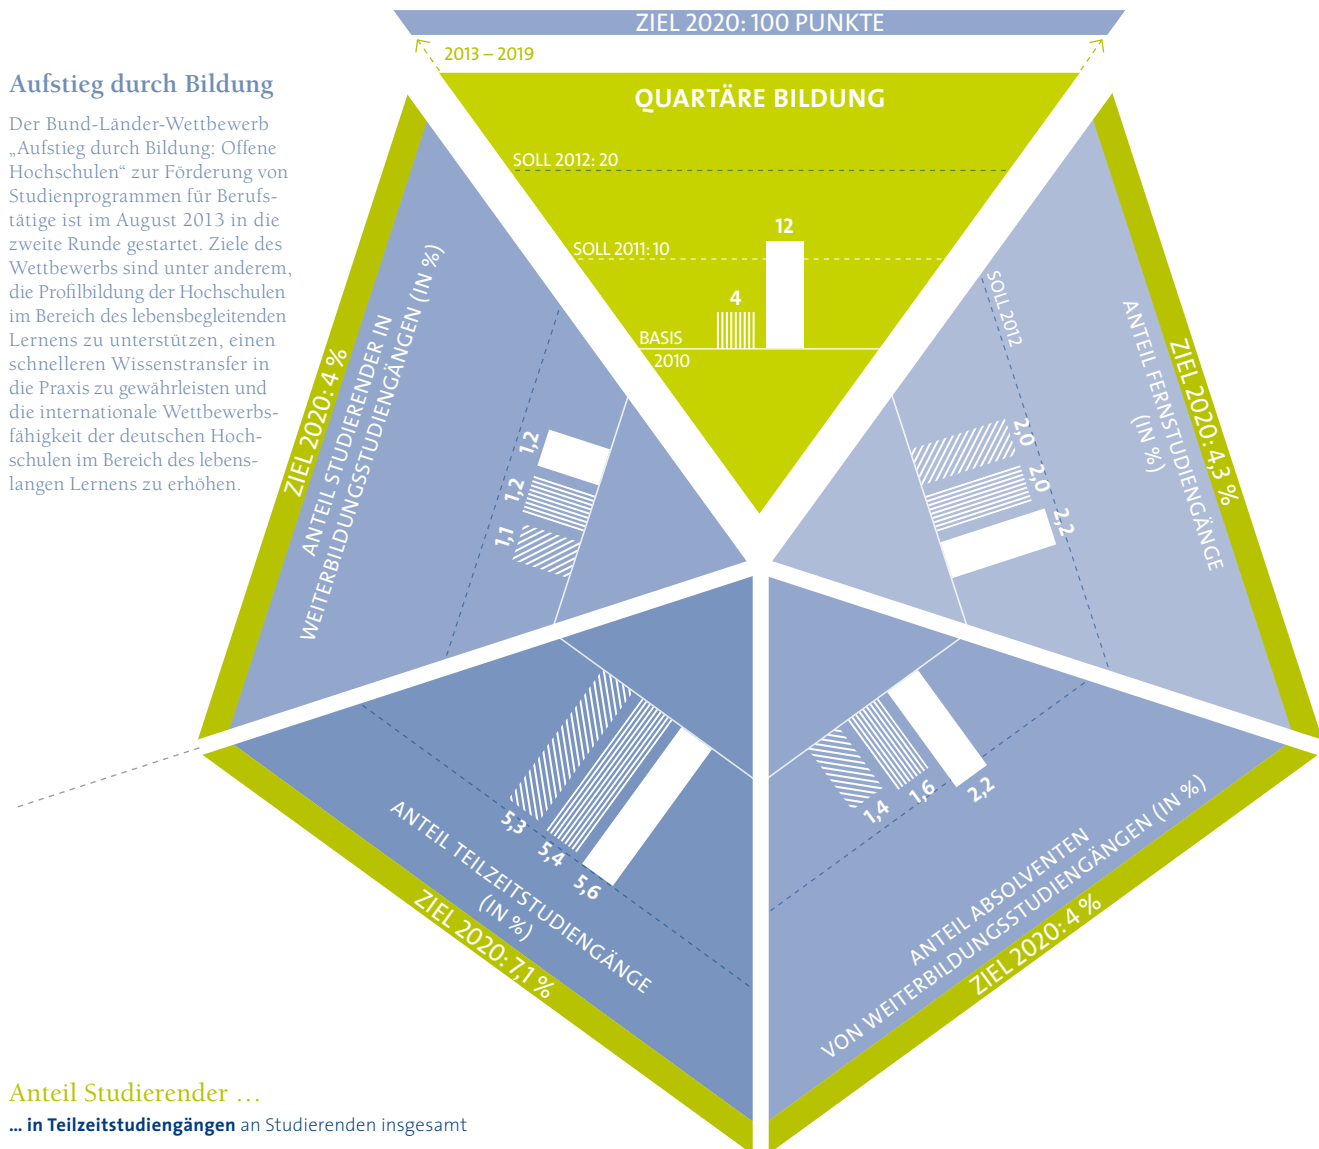 ZIEL 2020: 100 PUNKTE
2013 – 2019
Aufstieg durch Bildung
Der Bund-Länder-Wettbewerb
„Aufstieg durch Bildung: Offene
Hochschulen“ zur Förderung von
Studienprogrammen für Berufs-
tätige ist im August 2013 in die
zweite Runde gestartet. Ziele des
Wettbewerbs sind unter anderem,
die Profilbildung der Hochschulen
im Bereich des lebensbegleitenden
Lernens zu unterstützen, einen
schnelleren Wissenstransfer in
die Praxis zu gewährleisten und
die internationale Wettbewerbs-
fähigkeit der deutschen Hoch-
schulen im Bereich des lebens-
langen Lernens zu erhöhen.
QUARTÄRE BILDUNG
SOLL 2012: 20
SOLL 2011: 10
12
4
BASIS
2010
ZIEL 2020: 4 %
ANTEIL STUDIERENDER IN
WEITERBILDUNGSSTUDIENGÄNGEN (IN %)
1,2
1,2
1,1
SOLL 2012
ANTEIL FERNSTUDIENGÄNGE
(IN %)
ZIEL 2020: 4,3 %
2,0
2,0
2,2
5,3
5,4
5,6
ANTEIL TEILZEITSTUDIENGÄNGE
(IN %)
ZIEL 2020: 7,1 %
1,4
1,6
2,2
ANTEIL ABSOLVENTEN
VON WEITERBILDUNGSSTUDIENGÄNGEN (IN %)
ZIEL 2020: 4 %
Anteil Studierender …
... in Teilzeitstudiengängen an Studierenden insgesamt